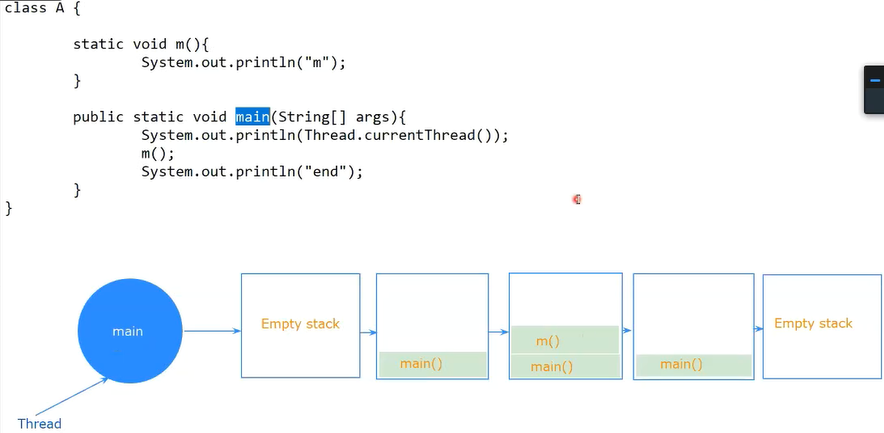 class A {
static void m(){
System.out.println("m");
}
public static void main(String[] args){
System.out.println(Thread.currentThread());
m();
System.out.println("end");
}
}
main
Empty stack
main()
m()
main()
main()
Empty stack
Thread